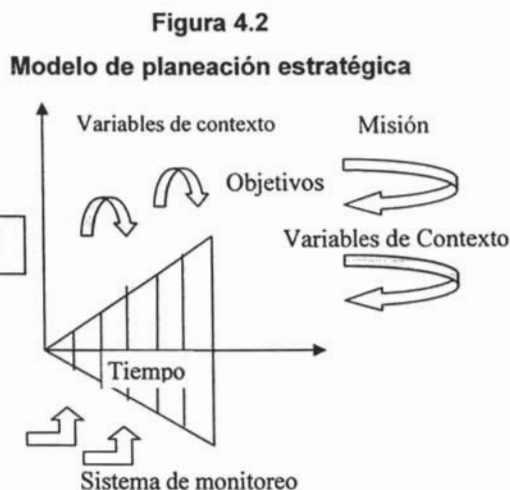 Figura 4.2
Modelo de planeación estratégica
Variables de contexto
Misión
Objetivos
Variables de Contexto
Tiempo
Sistema de monitoreo